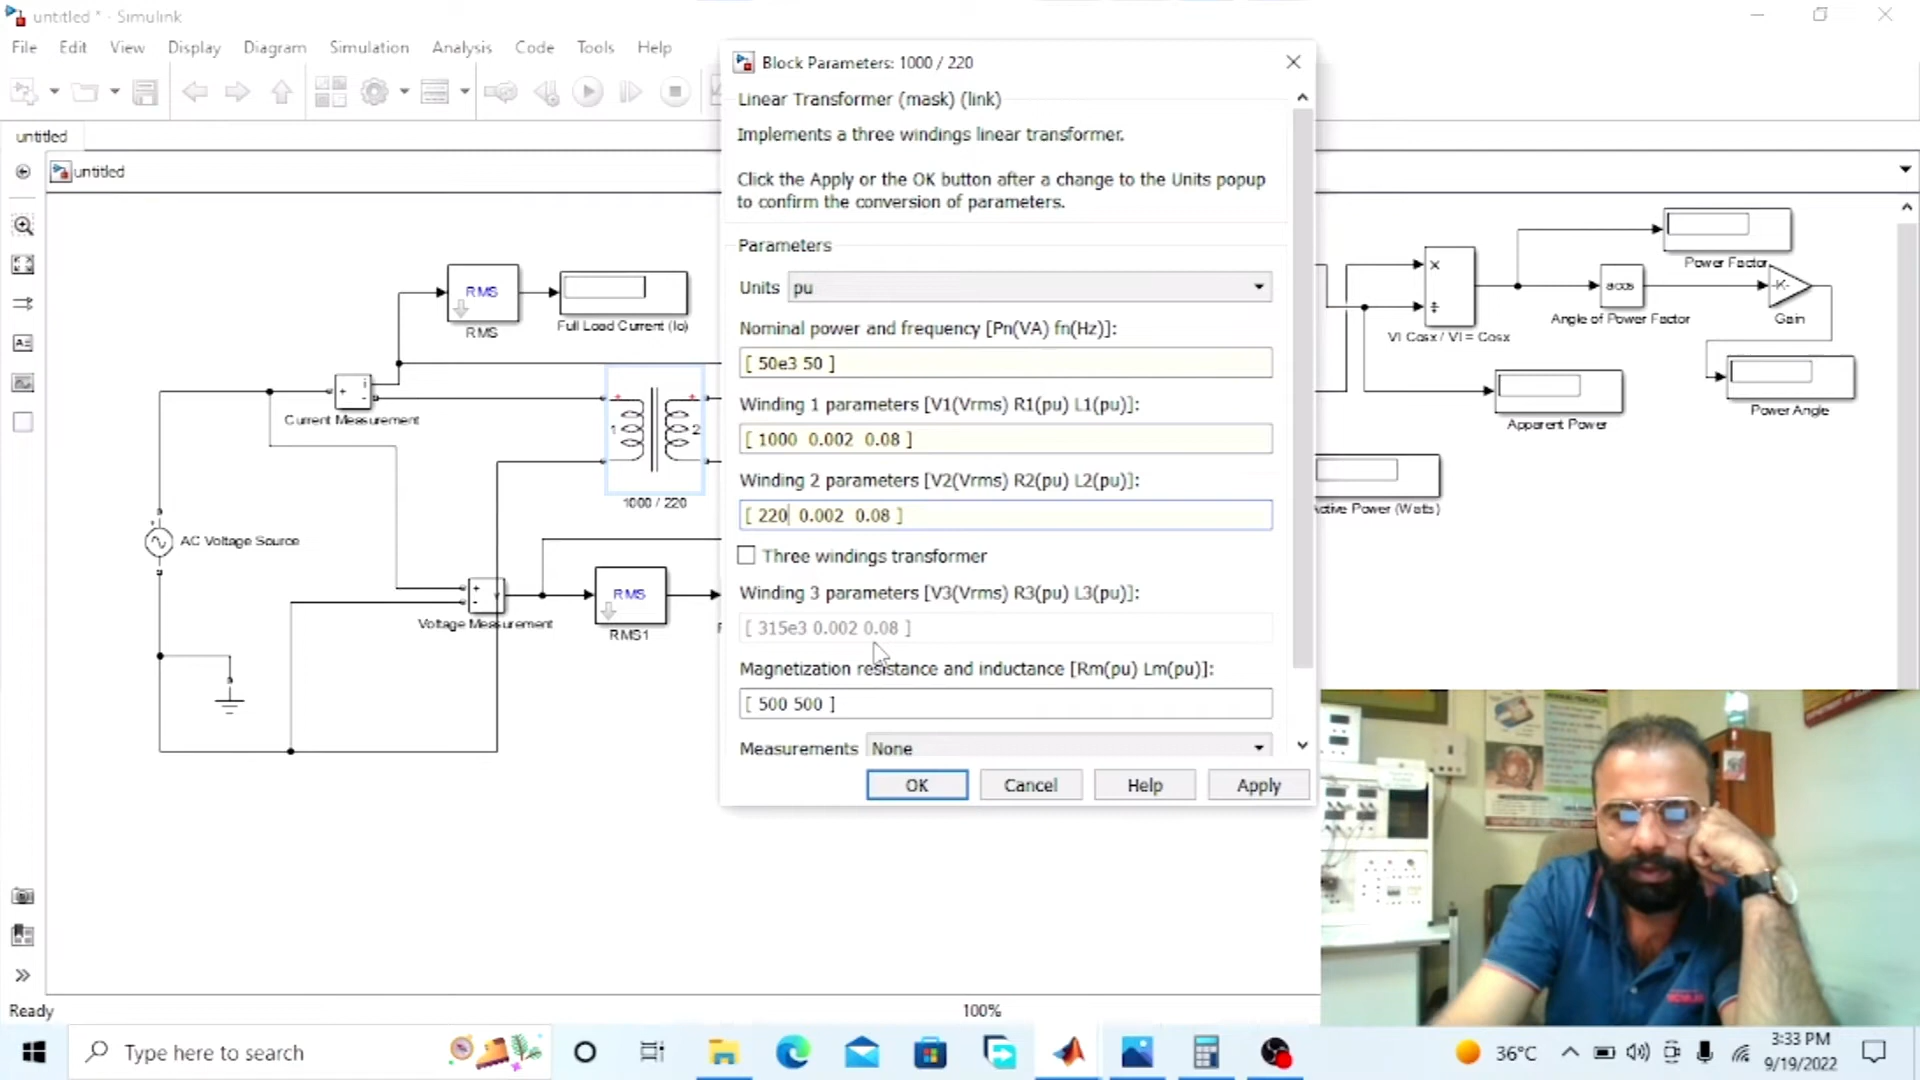 untitled * - Simulink
File Edit View Display Diagram Simulation Analysis Code Tools Help
untitled
untitled
RMS
RMS
Full Load Current (Io)
Current Measurement
1
2
1000 / 220
AC Voltage Source
Voltage Measurement
RMS
RMS1
Block Parameters: 1000 / 220
Linear Transformer (mask) (link)
Implements a three windings linear transformer.
Click the Apply or the OK button after a change to the Units popup
to confirm the conversion of parameters.
Parameters
Units pu
Nominal power and frequency [Pn(VA) fn(Hz)]:
[ 50e3 50 ]
Winding 1 parameters [V1(Vrms) R1(pu) L1(pu)]:
[ 1000 0.002 0.08 ]
Winding 2 parameters [V2(Vrms) R2(pu) L2(pu)]:
[ 220 0.002 0.08 ]
Three windings transformer
Winding 3 parameters [V3(Vrms) R3(pu) L3(pu)]:
[ 315e3 0.002 0.08 ]
Magnetization resistance and inductance [Rm(pu) Lm(pu)]:
[ 500 500 ]
Measurements None
OK Cancel Help Apply
Power Factor
acos
-K-
VI Cosx / VI = Cosx
Angle of Power Factor
Gain
Apparent Power
Power Angle
ctive Power (Watts)
Ready
100%
Type here to search
36°C
3:33 PM
9/19/2022